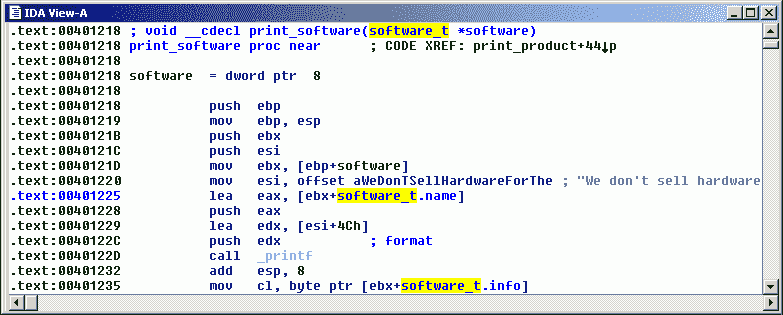 IDA View-A
.text:00401218 ; void __cdecl print_software(software_t *software)
.text:00401218 print_software proc near ; CODE XREF: print_product+44↓p
.text:00401218
.text:00401218 software = dword ptr 8
.text:00401218
.text:00401218 push ebp
.text:00401219 mov ebp, esp
.text:0040121B push ebx
.text:0040121C push esi
.text:0040121D mov ebx, [ebp+software]
.text:00401220 mov esi, offset aWeDonTSellHardwareForThe ; "We don't sell hardware
.text:00401225 lea eax, [ebx+software_t.name]
.text:00401228 push eax
.text:00401229 lea edx, [esi+4Ch]
.text:0040122C push edx ; format
.text:0040122D call _printf
.text:00401232 add esp, 8
.text:00401235 mov cl, byte ptr [ebx+software_t.info]